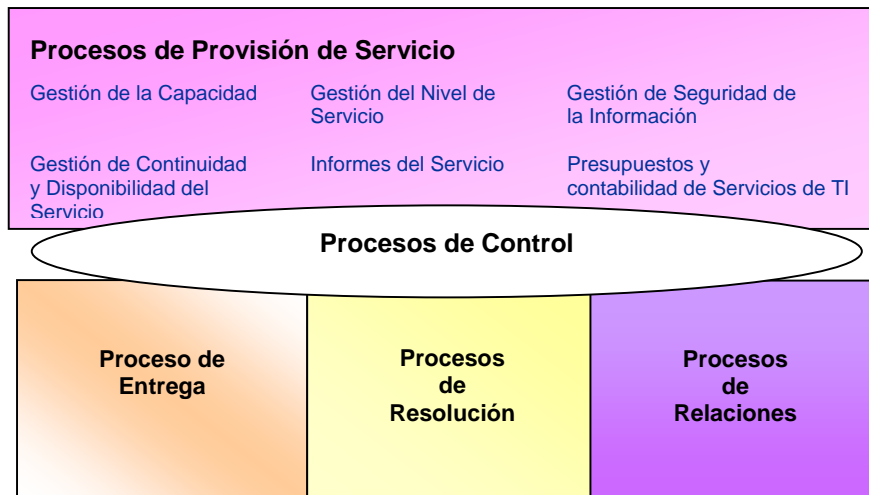 Procesos de Provisión de Servicio
Gestión de la Capacidad
Gestión del Nivel de
Servicio
Gestión de Seguridad de
la Información
Gestión de Continuidad
y Disponibilidad del
Servicio
Informes del Servicio
Presupuestos y
contabilidad de Servicios de TI
Procesos de Control
Proceso de
Entrega
Procesos
de
Resolución
Procesos
de
Relaciones